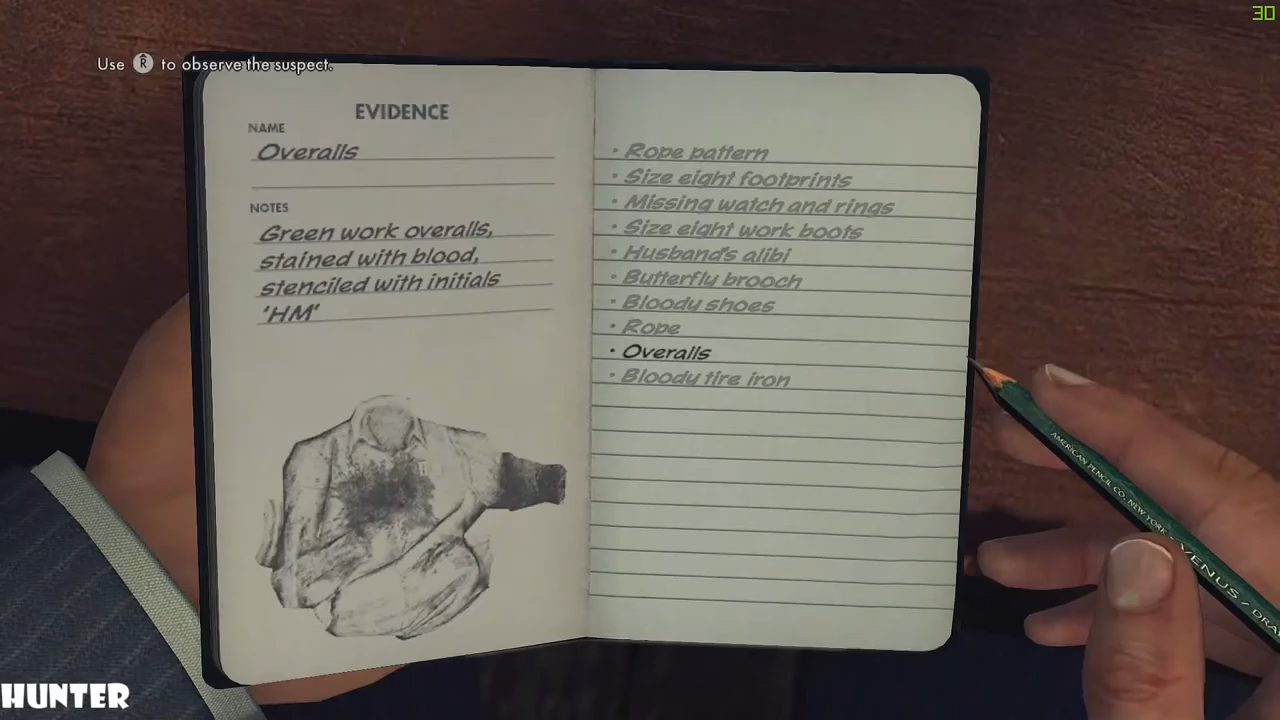 30
Use R to observe the suspect.
EVIDENCE
NAME
Overalls
NOTES
Green work overalls,
stained with blood,
stenciled with initials
'HM'
· Rope pattern
· Size eight footprints
· Missing watch and rings
· Size eight work boots
· Husband's alibi
· Butterfly brooch
· Bloody shoes
· Rope
· Overalls
· Bloody tire iron
AMERICAN PENCIL CO. NEW YORK
VENUS / DRA
HUNTER